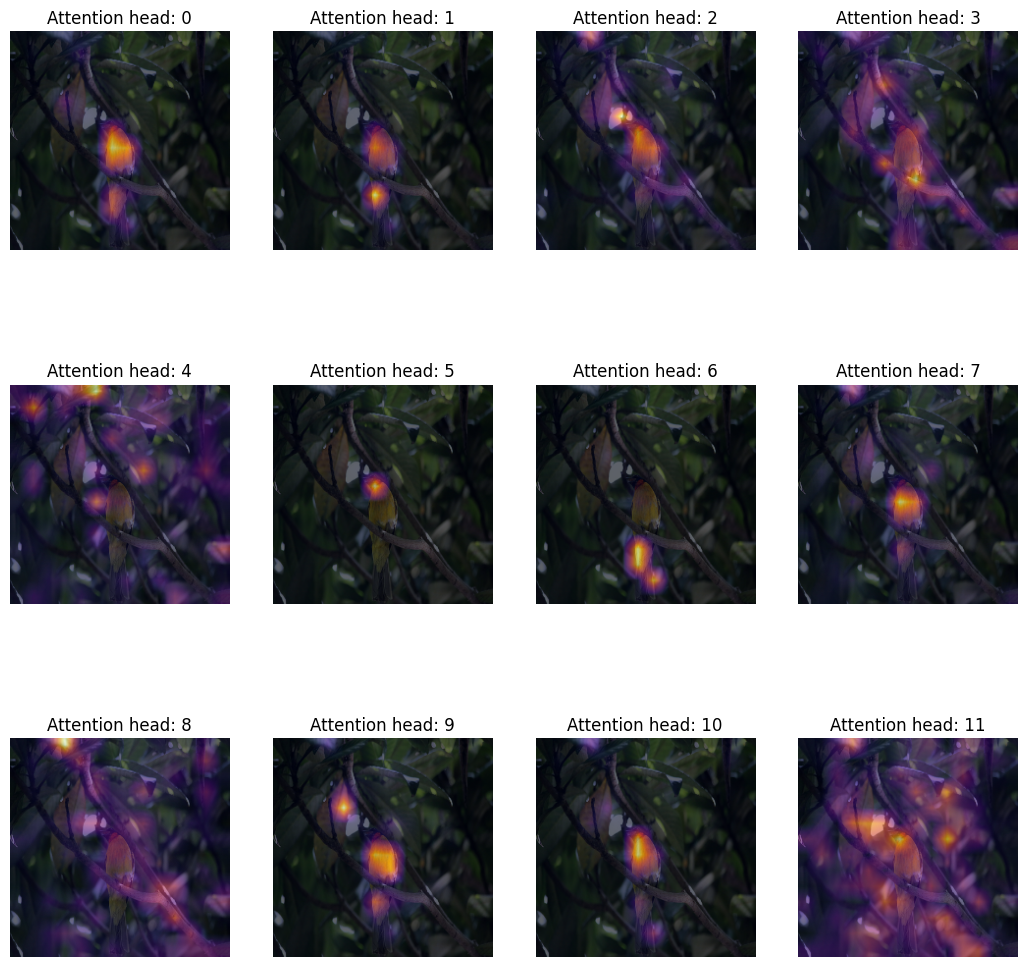 Attention head: 0
Attention head: 1
Attention head: 2
Attention head: 3
Attention head: 4
Attention head: 5
Attention head: 6
Attention head: 7
Attention head: 8
Attention head: 9
Attention head: 10
Attention head: 11